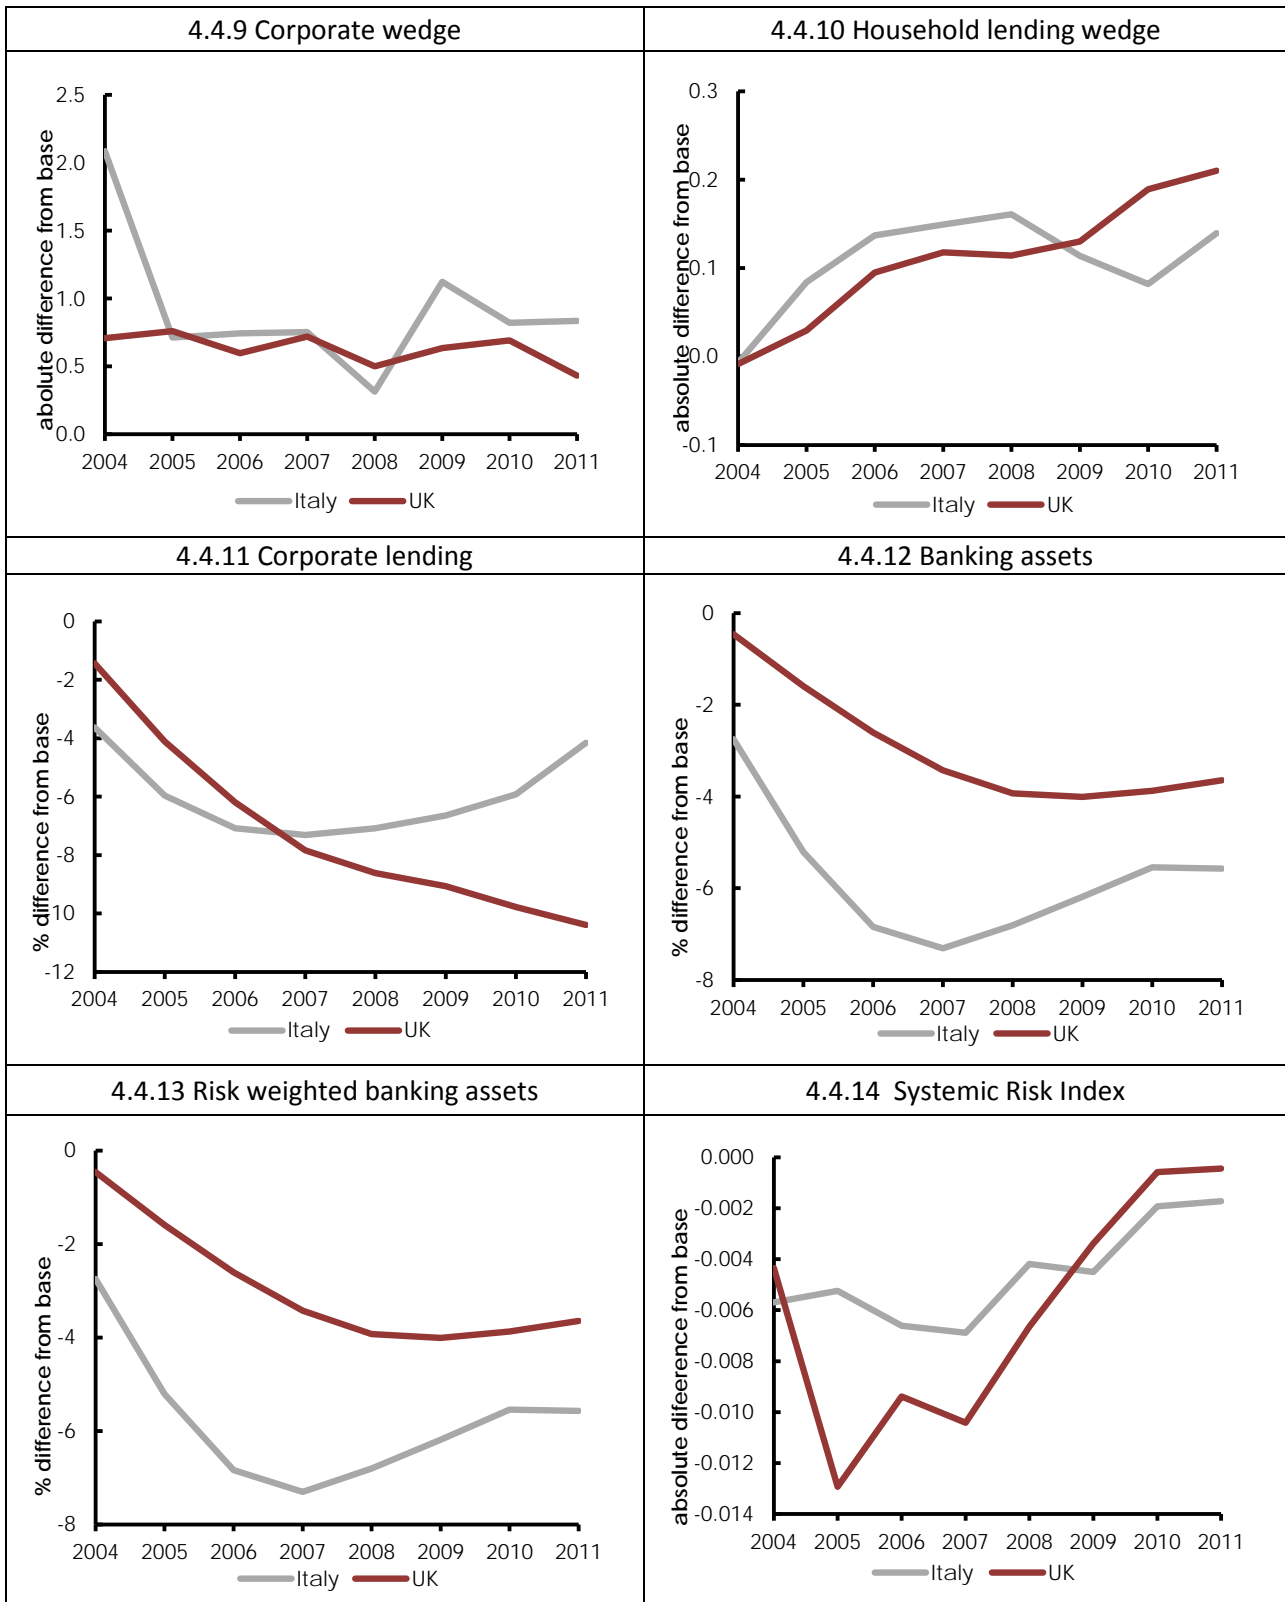 4.4.9 Corporate wedge
abolute difference from base
2.5
2.0
1.5
1.0
0.5
0.0
2004 2005 2006 2007 2008 2009 2010 2011
Italy UK
4.4.10 Household lending wedge
absolute difference from base
0.3
0.2
0.1
0.0
-0.1
2004 2005 2006 2007 2008 2009 2010 2011
Italy UK
4.4.11 Corporate lending
% difference from base
0
-2
-4
-6
-8
-10
-12
2004 2005 2006 2007 2008 2009 2010 2011
Italy UK
4.4.12 Banking assets
% difference from base
0
-2
-4
-6
-8
2004 2005 2006 2007 2008 2009 2010 2011
Italy UK
4.4.13 Risk weighted banking assets
% difference from base
0
-2
-4
-6
-8
2004 2005 2006 2007 2008 2009 2010 2011
Italy UK
4.4.14 Systemic Risk Index
absolute difeerence from base
0.000
-0.002
-0.004
-0.006
-0.008
-0.010
-0.012
-0.014
2004 2005 2006 2007 2008 2009 2010 2011
Italy UK